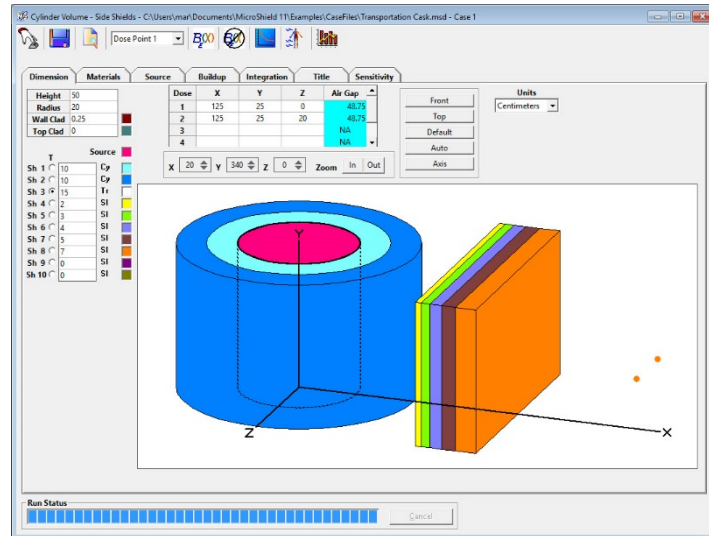 Cylinder Volume - Side Shields - C:\Users\mar\Documents\MicroShield 11\Examples\CaseFiles\Transportation Cask.msd - Case 1
Dose Point 1
Dimension Materials Source Buildup Integration Title Sensitivity
Height 50
Radius 20
Wall Clad 0.25
Top Clad 0
Dose X Y Z Air Gap
1 125 25 0 48.75
2 125 25 20 48.75
3 NA
4 NA
Front
Top
Default
Auto
Axis
Units
Centimeters
X 20 Y 340 Z 0 Zoom In Out
T Source
Sh 1 10 Cy
Sh 2 10 Cy
Sh 3 15 Tr
Sh 4 2 Sl
Sh 5 3 Sl
Sh 6 4 Sl
Sh 7 5 Sl
Sh 8 7 Sl
Sh 9 0 Sl
Sh 10 0 Sl
Y
Z
X
Run Status
Cancel